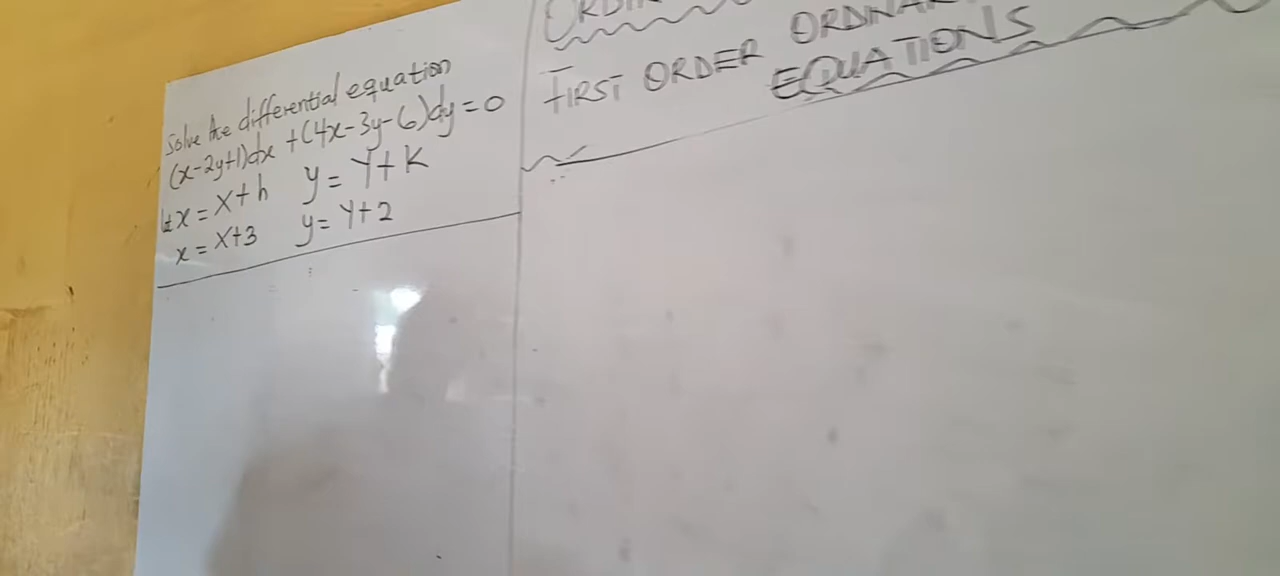 Solve the differential equation
(x-2y+1)dx +(4x-3y-6)dy=0
let x = X+h y = Y+K
x = X+3 y = Y+2
FIRST ORDER
EQUATIONS